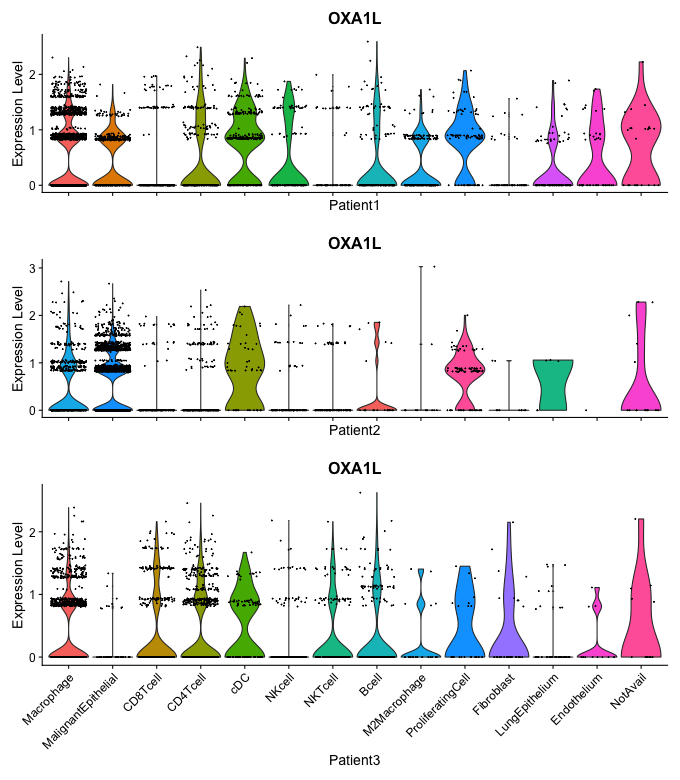 OXA1L
Expression Level
2
1
0
Patient1
OXA1L
Expression Level
3
2
1
0
Patient2
OXA1L
Expression Level
2
1
0
Macrophage
MalignantEpithelial
CD8Tcell
CD4Tcell
cDC
NKcell
NKTcell
Bcell
M2Macrophage
ProliferatingCell
Fibroblast
LungEpithelium
Endothelium
NotAvail
Patient3